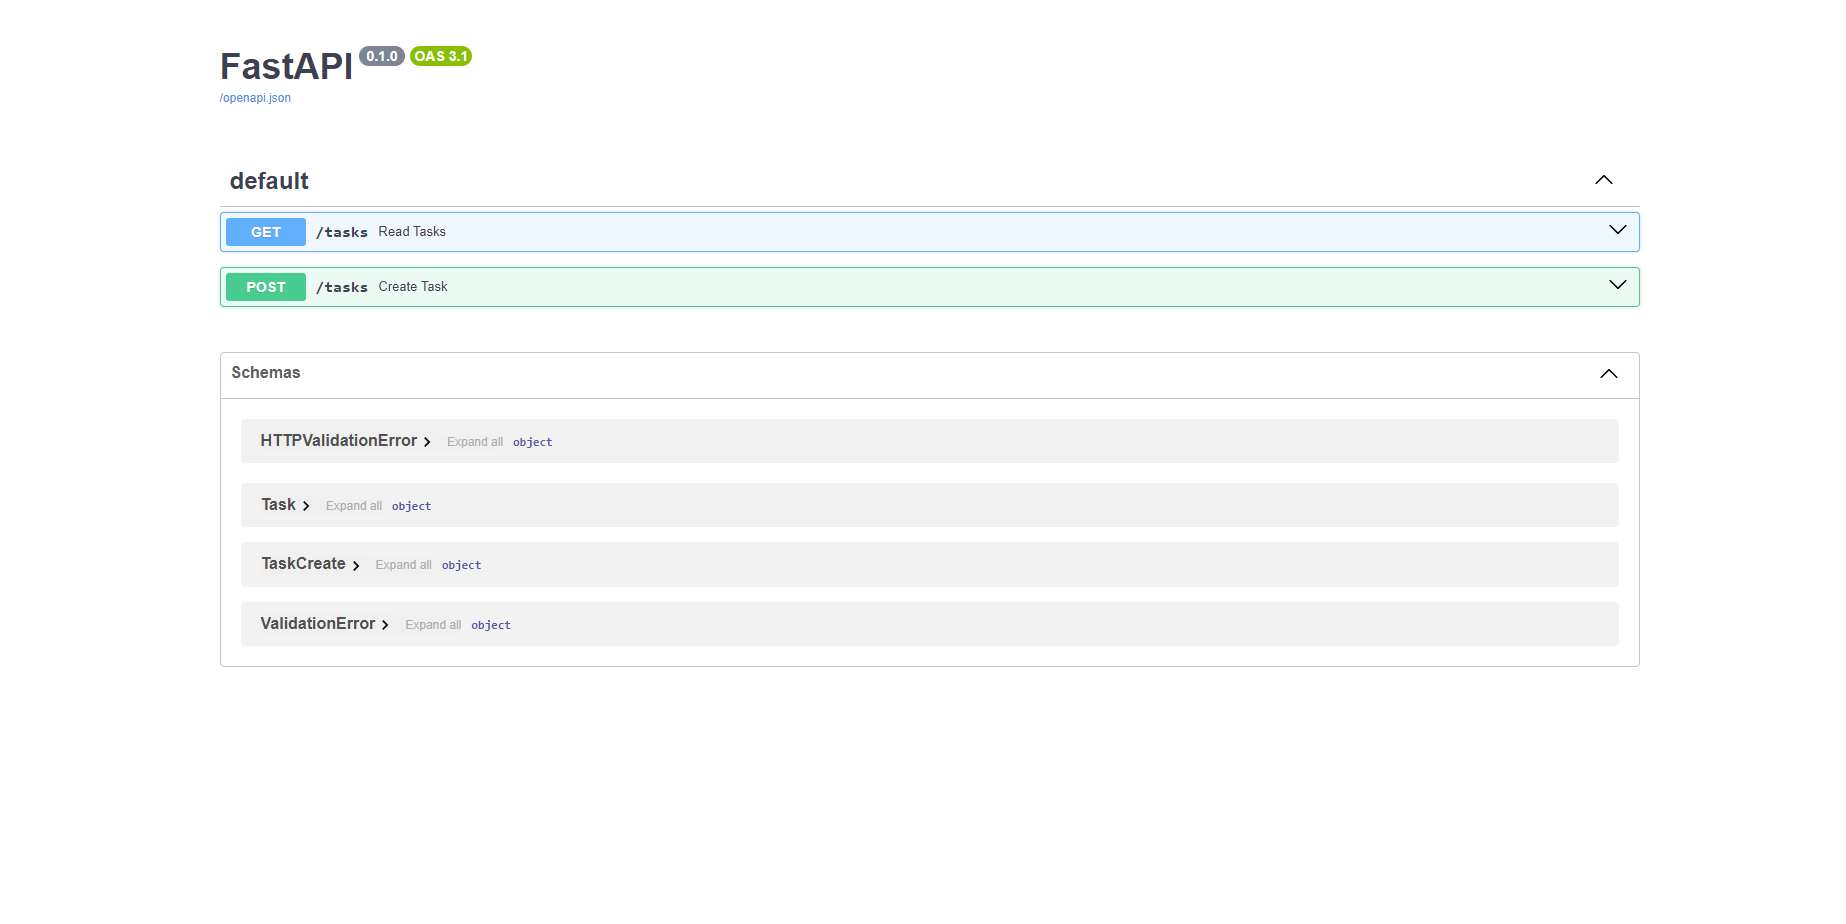 FastAPI 0.1.0 OAS 3.1
/openapi.json
default
GET /tasks Read Tasks
POST /tasks Create Task
Schemas
HTTPValidationError Expand all object
Task Expand all object
TaskCreate Expand all object
ValidationError Expand all object